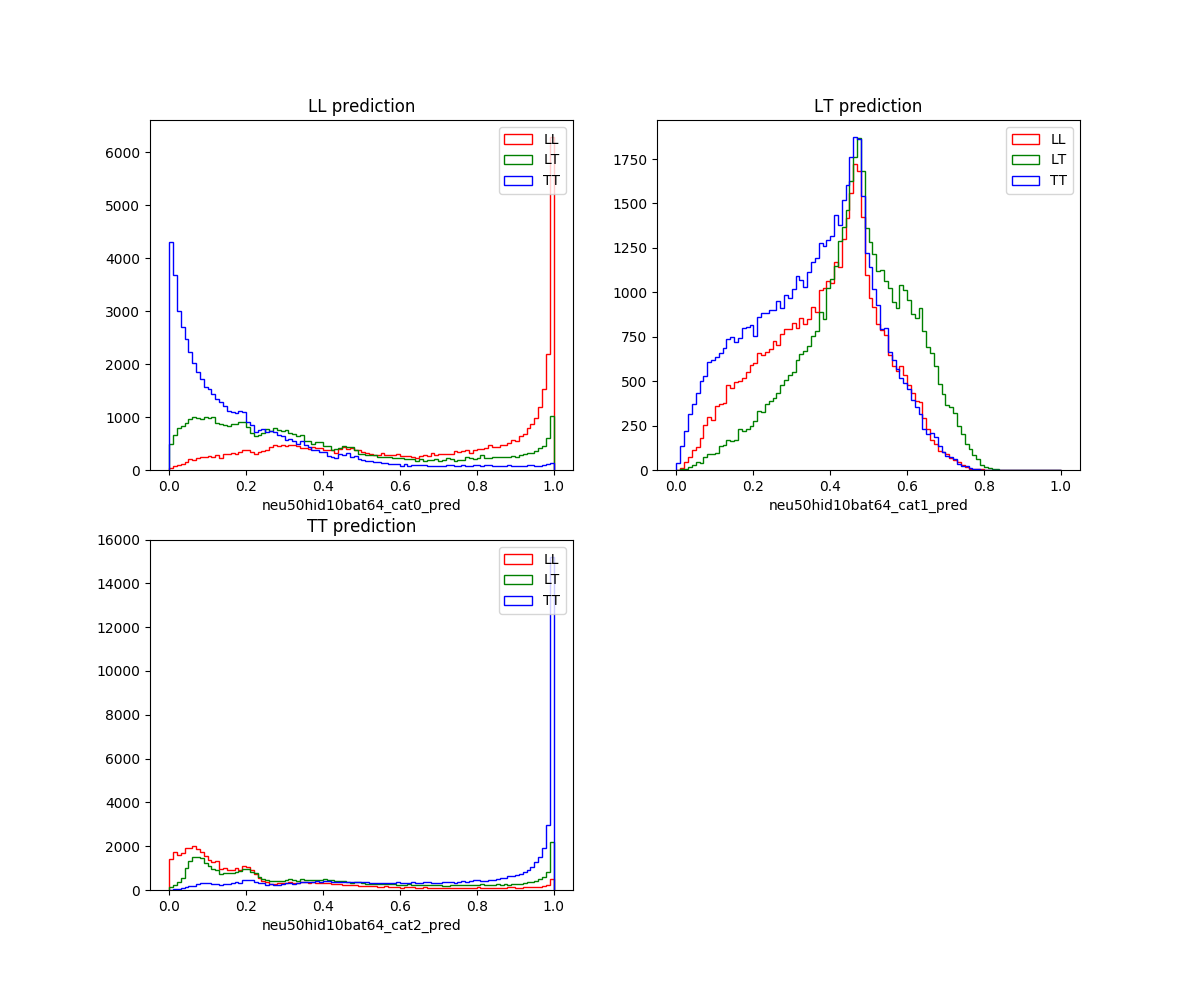 LL prediction
6000
5000
4000
3000
2000
1000
0
0.0 0.2 0.4 0.6 0.8 1.0
neu50hid10bat64_cat0_pred
LL
LT
TT
LT prediction
1750
1500
1250
1000
750
500
250
0
0.0 0.2 0.4 0.6 0.8 1.0
neu50hid10bat64_cat1_pred
LL
LT
TT
TT prediction
16000
14000
12000
10000
8000
6000
4000
2000
0
0.0 0.2 0.4 0.6 0.8 1.0
neu50hid10bat64_cat2_pred
LL
LT
TT